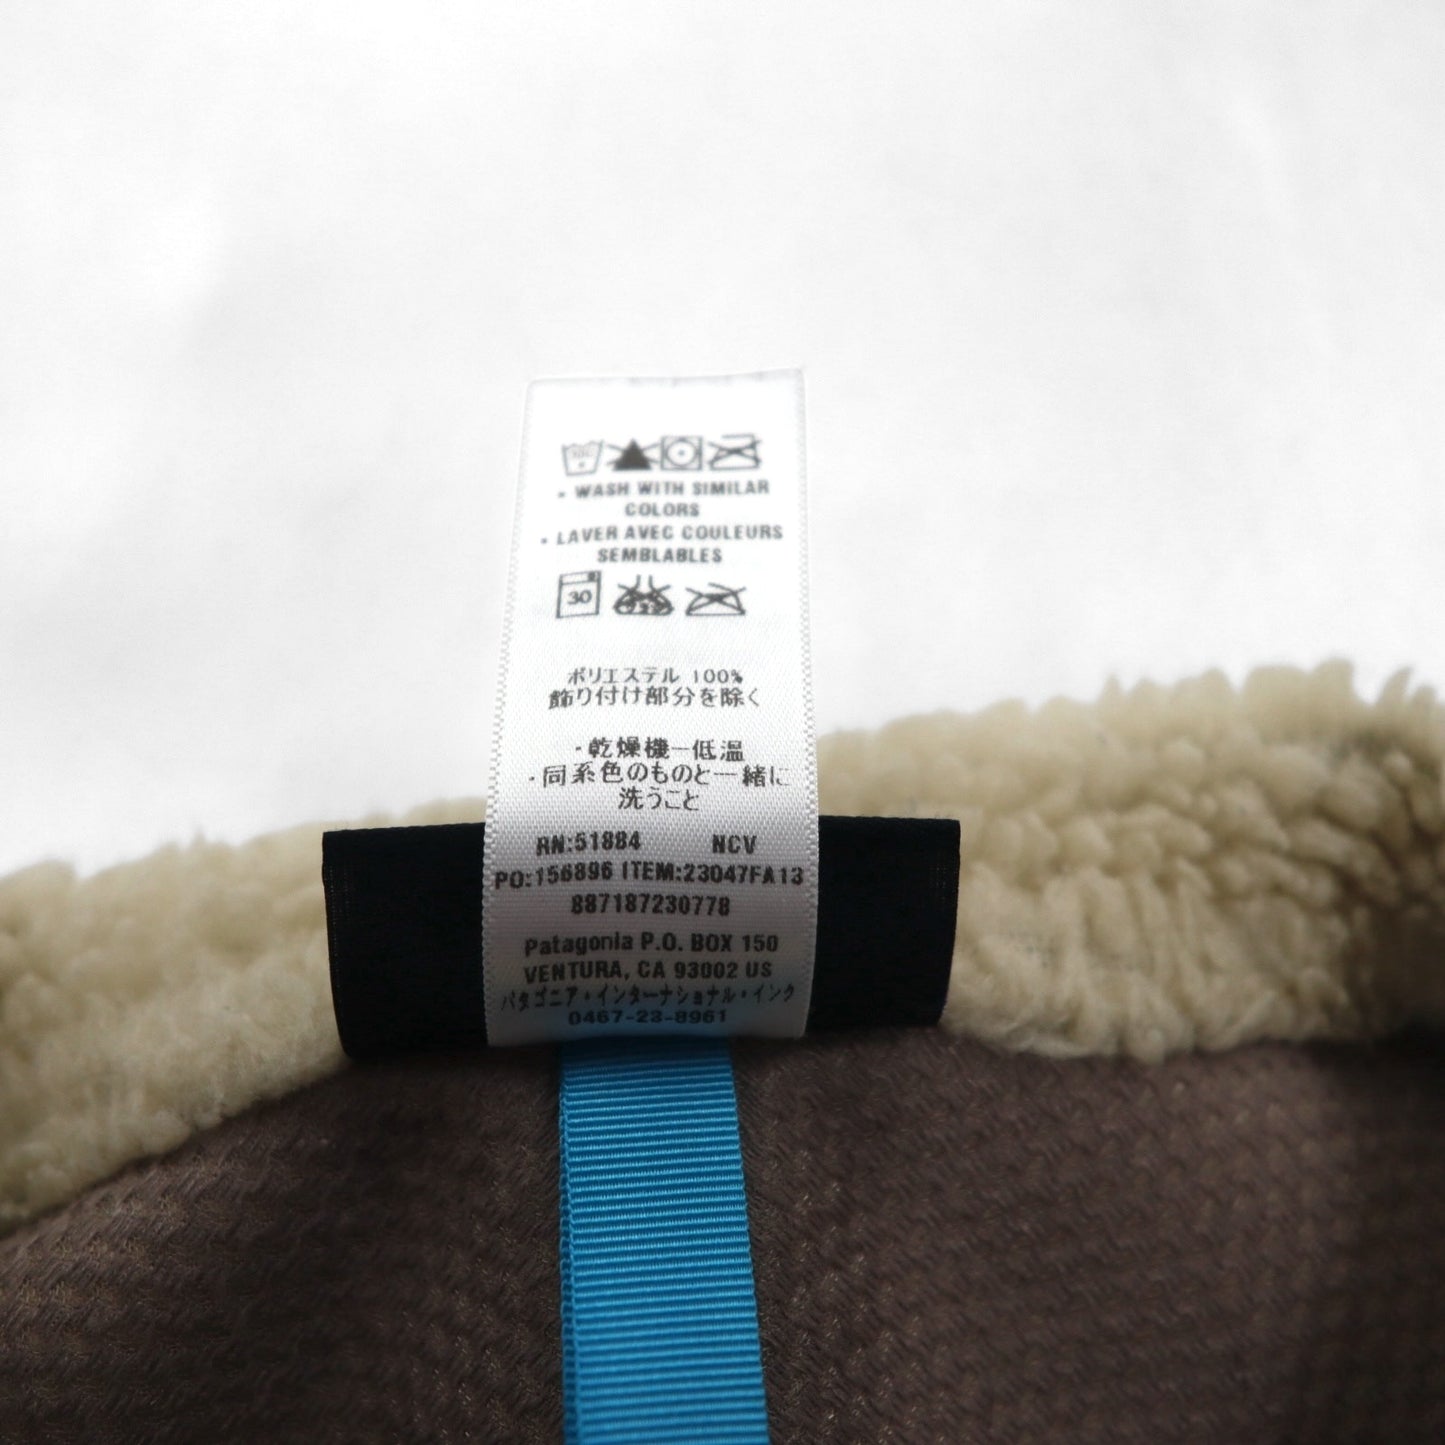 • WASH WITH SIMILAR
COLORS
• LAVER AVEC COULEURS
SEMBLABLES
30
ポリエステル 100%
飾り付け部分を除く
・乾燥機ー低温
・同系色のものと一緒に
洗うこと
RN:51884 NCV
PO:156896 ITEM:23047FA13
887187230778
Patagonia P.O. BOX 150
VENTURA, CA 93002 US
パタゴニア・インターナショナル・インク
0467-23-8961